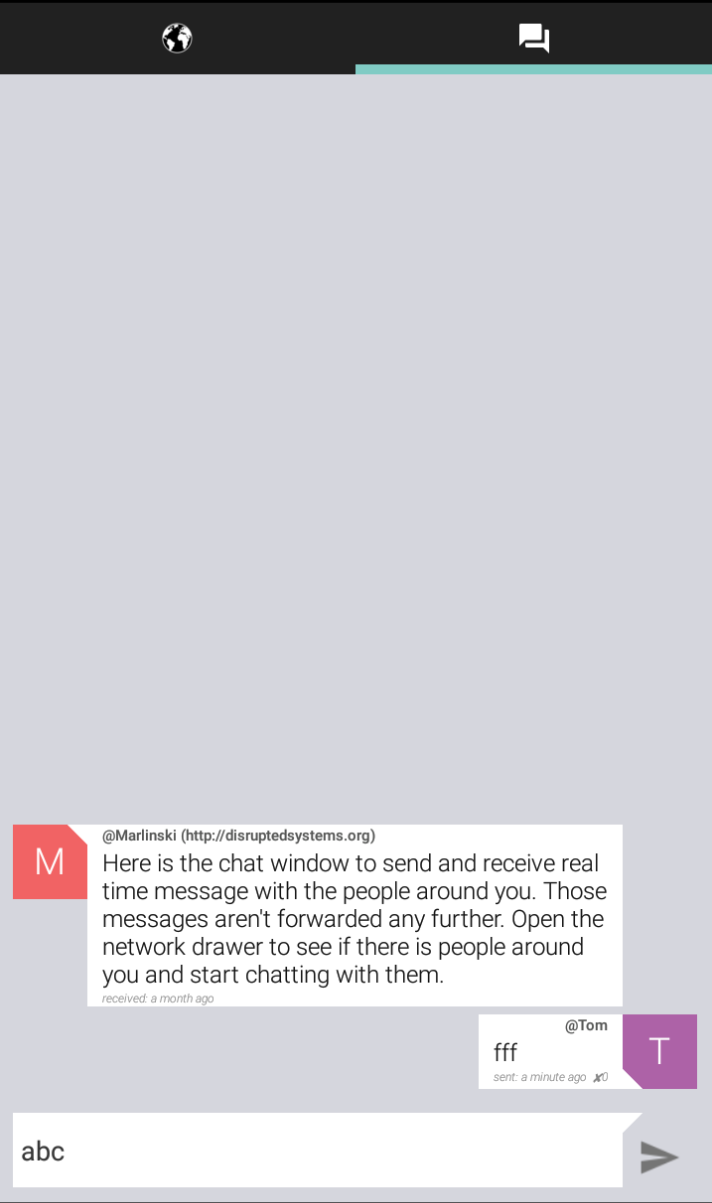 M
@Marlinski (http://disruptedsystems.org)
Here is the chat window to send and receive real
time message with the people around you. Those
messages aren't forwarded any further. Open the
network drawer to see if there is people around
you and start chatting with them.
received: a month ago
@Tom
T
fff
sent: a minute ago ✘0
abc